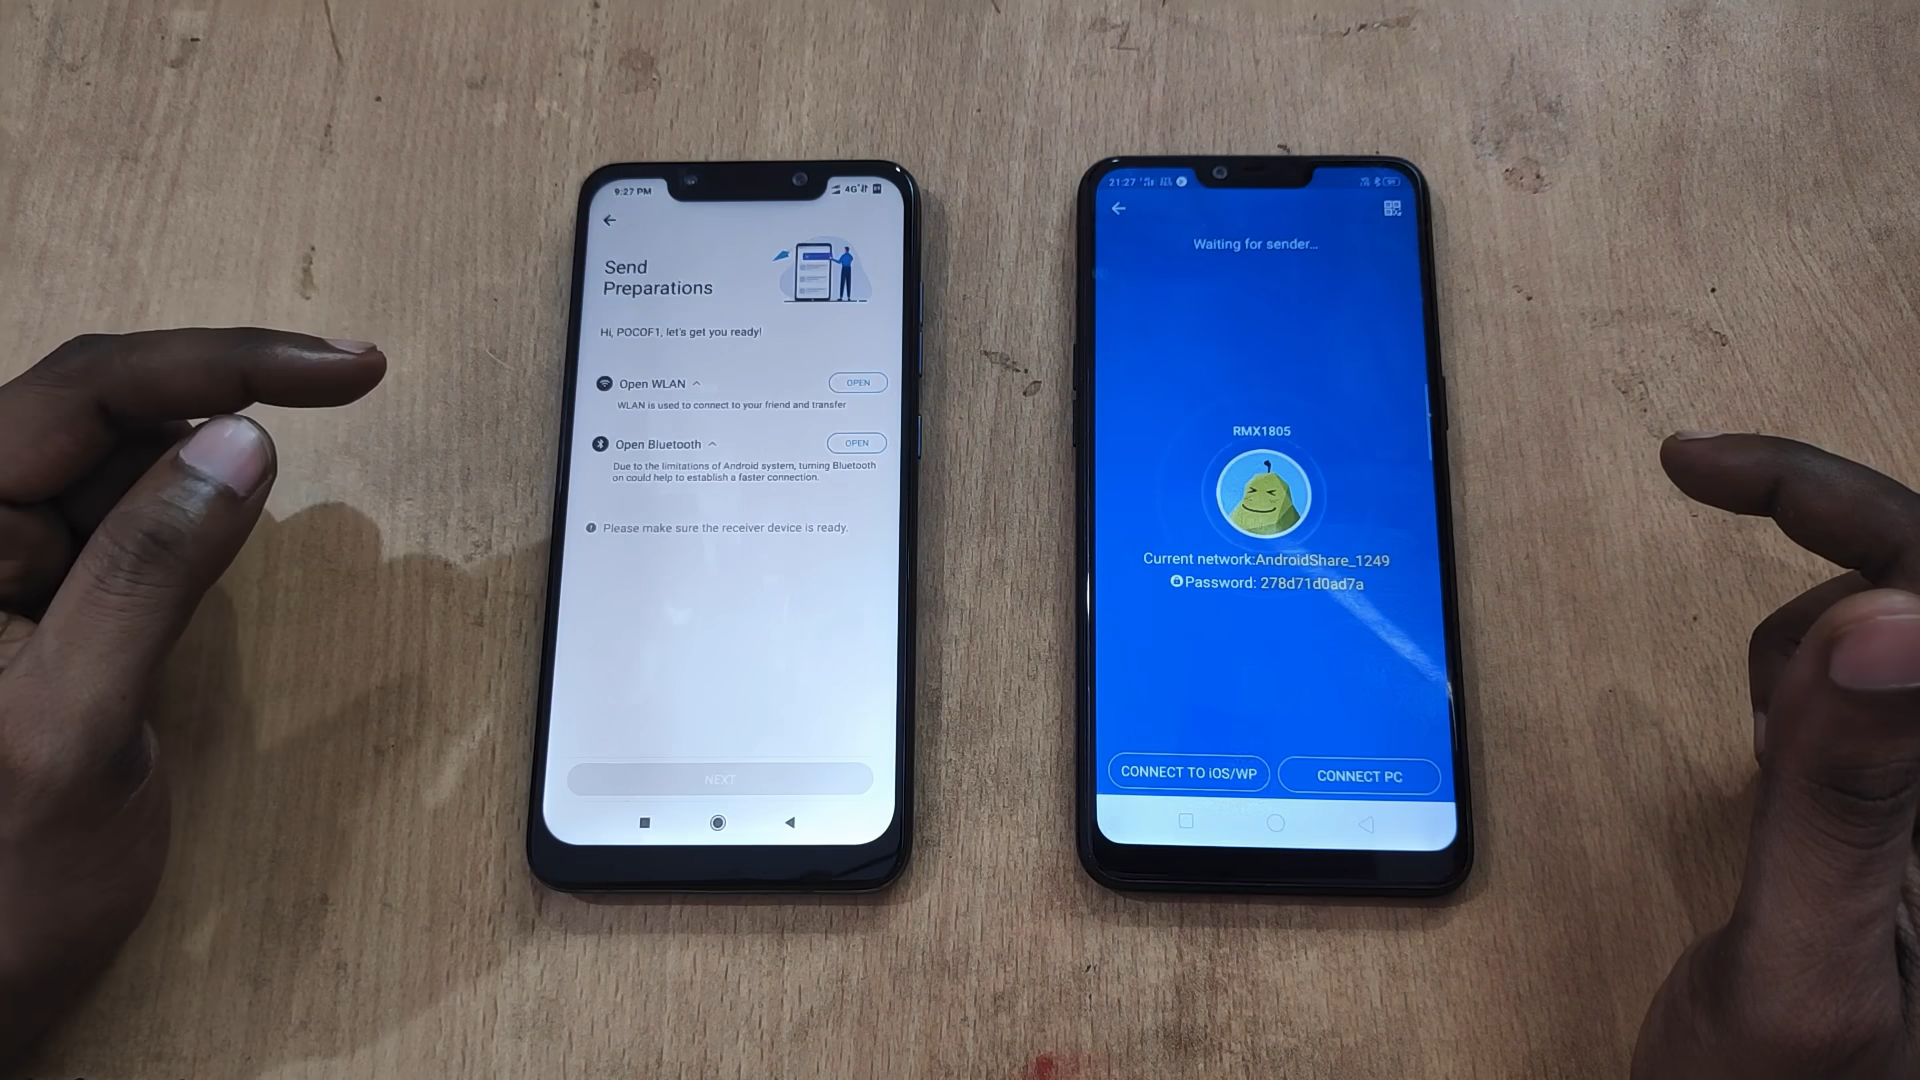 9:27 PM
4G
Send
Preparations
Hi, POCOF1, let's get you ready!
Open WLAN
OPEN
WLAN is used to connect to your friend and transfer
Open Bluetooth
OPEN
Due to the limitations of Android system, turning Bluetooth
on could help to establish a faster connection.
Please make sure the receiver device is ready.
NEXT
21:27
Waiting for sender...
RMX1805
Current network:AndroidShare_1249
Password: 278d71d0ad7a
CONNECT TO iOS/WP
CONNECT PC